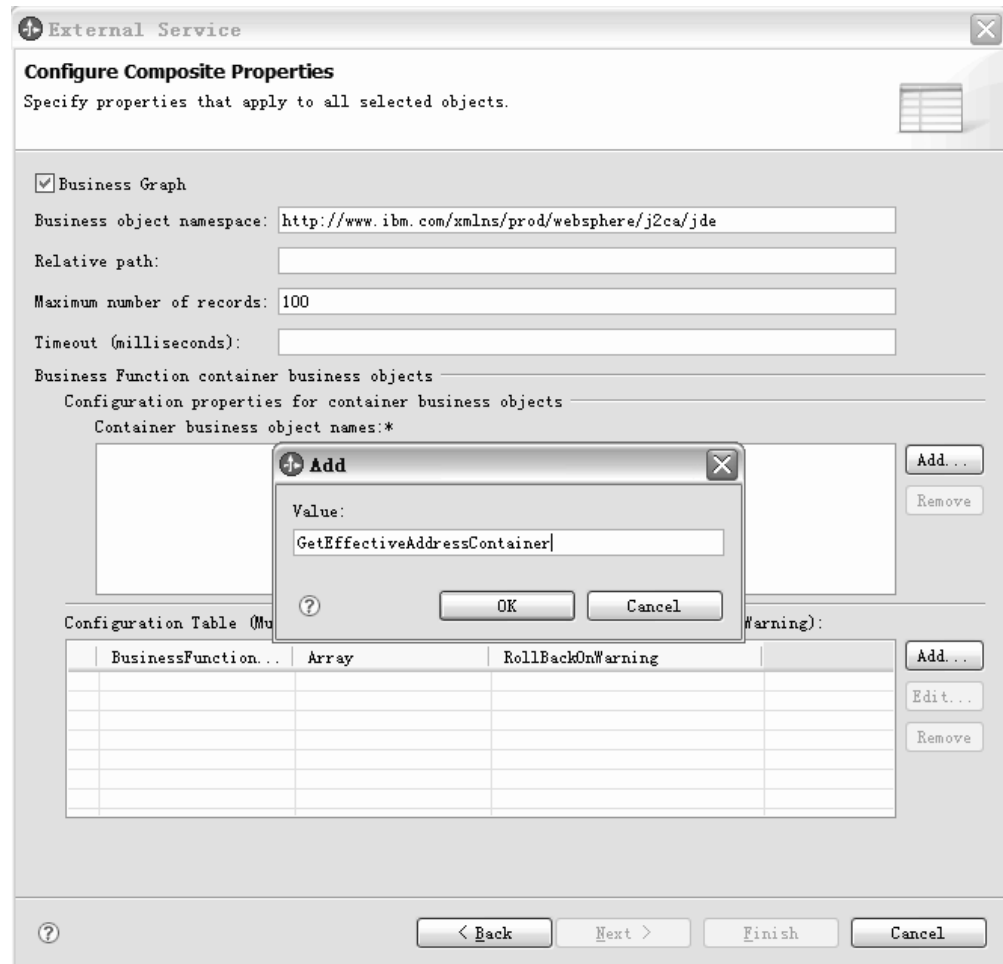 External Service
Configure Composite Properties
Specify properties that apply to all selected objects.
Business Graph
Business object namespace: http://www.ibm.com/xmlns/prod/websphere/j2ca/jde
Relative path:
Maximum number of records: 100
Timeout (milliseconds):
Business Function container business objects
Configuration properties for container business objects
Container business object names:*
Add...
Remove
Add
Value:
GetEffectiveAddressContainer
?
OK Cancel
Configuration Table (Mu Warning):
BusinessFunction... Array RollBackOnWarning
Add...
Edit...
Remove
? < Back Next > Finish Cancel